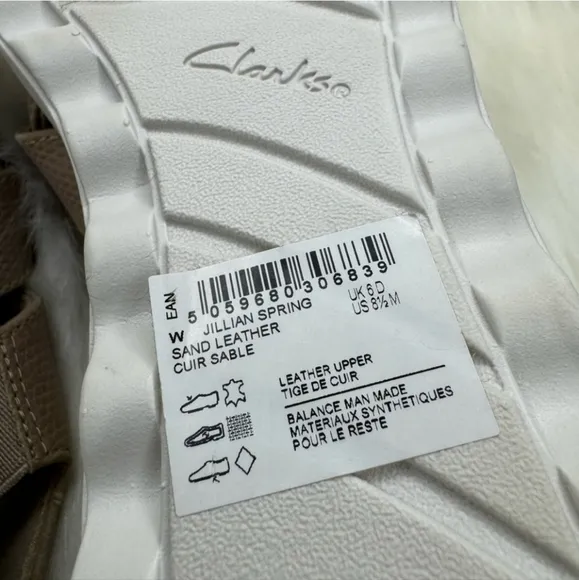 Clarks®
EAN
5 059680 306839
W JILLIAN SPRING
SAND LEATHER
CUIR SABLE
UK 6 D
US 8½ M
LEATHER UPPER
TIGE DE CUIR
BALANCE MAN MADE
MATERIAUX SYNTHETIQUES
POUR LE RESTE